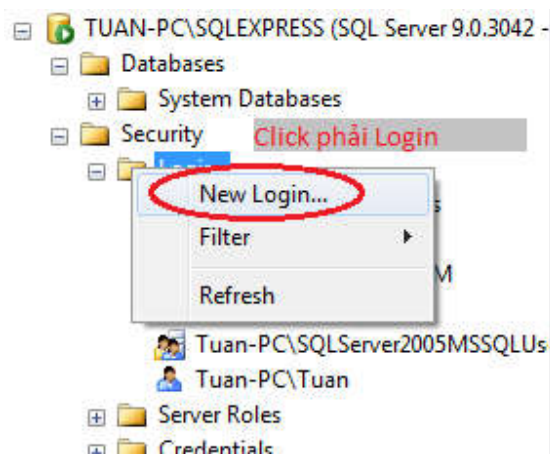 TUAN-PC\SQLEXPRESS (SQL Server 9.0.3042 -
Databases
System Databases
Security Click phải Login
New Login...
Filter
Refresh
Tuan-PC\SQLServer2005MSSQLUs
Tuan-PC\Tuan
Server Roles
Credentials